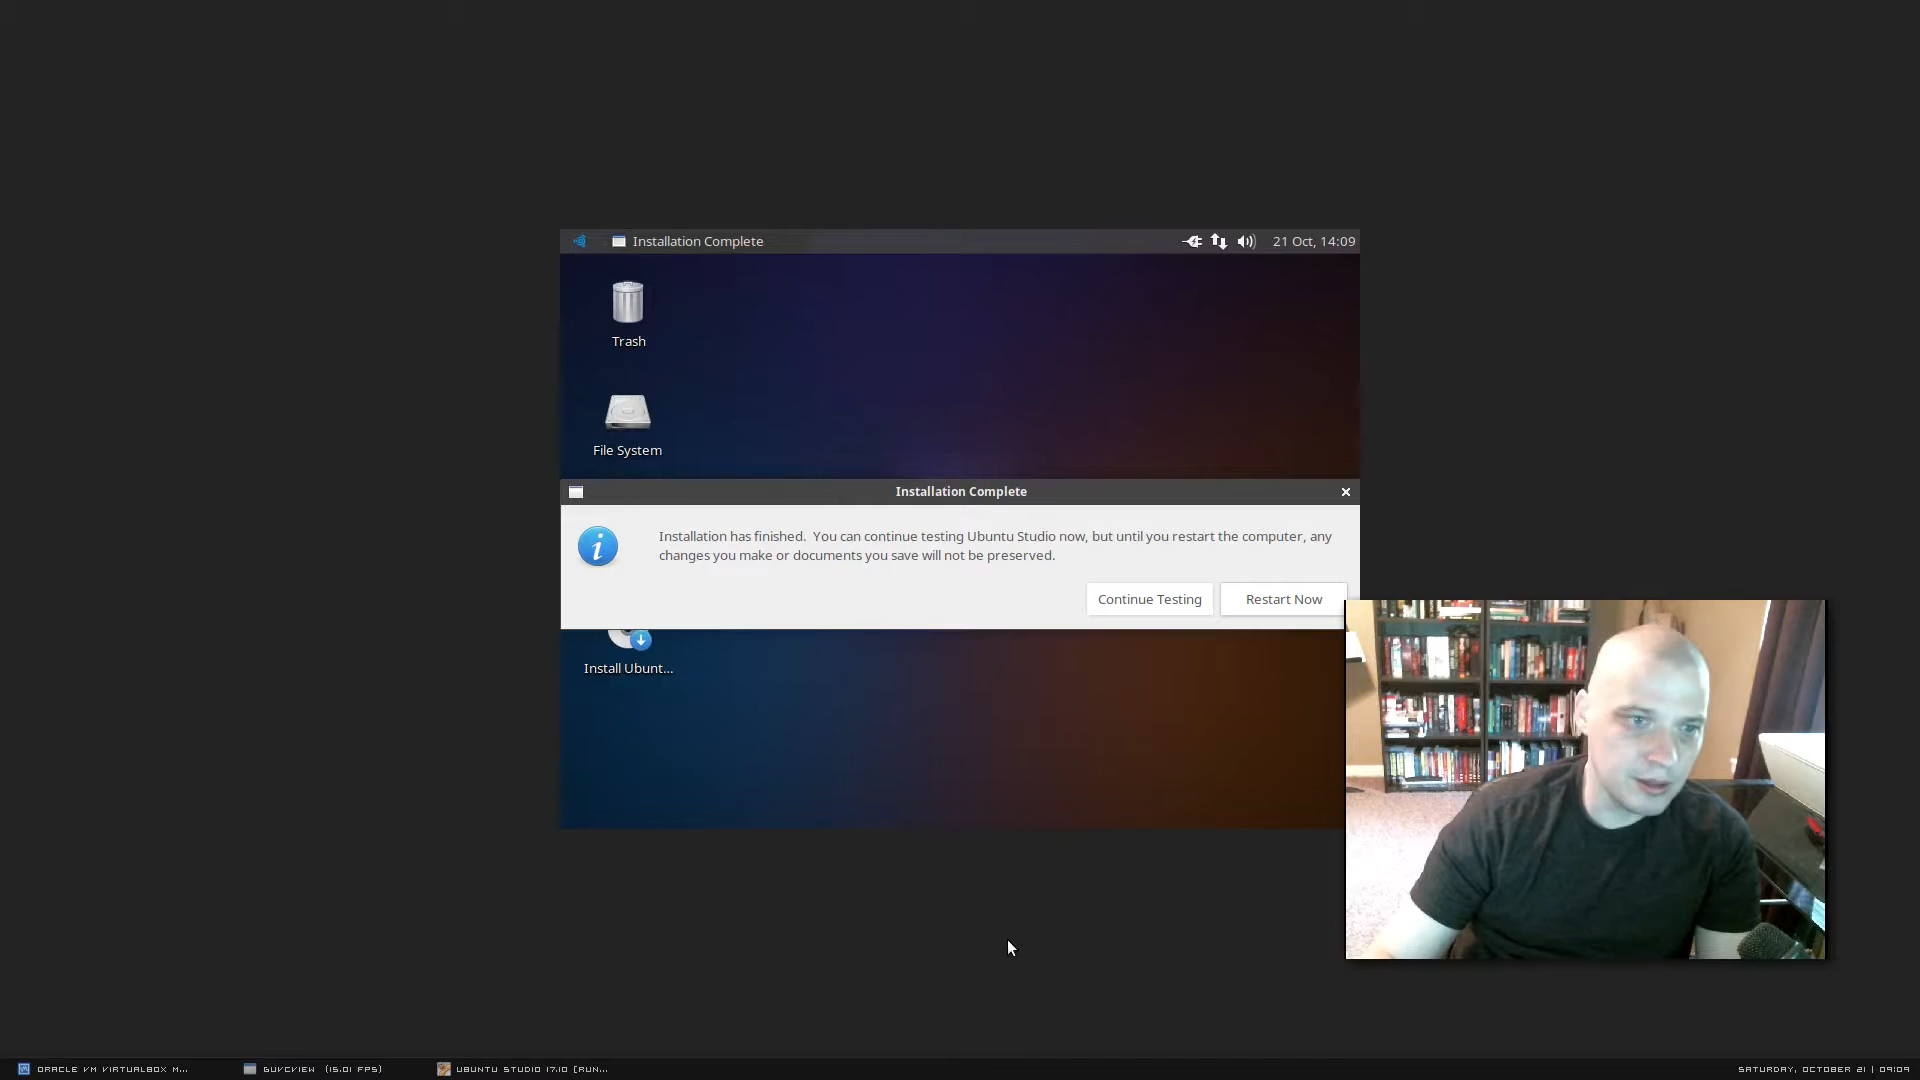 Installation Complete
21 Oct, 14:09
Trash
File System
Installation Complete
Installation has finished.  You can continue testing Ubuntu Studio now, but until you restart the computer, any
changes you make or documents you save will not be preserved.
Continue Testing
Restart Now
Install Ubunt...
ORACLE VM VIRTUALBOX M...
GUVCVIEW (15.01 FPS)
UBUNTU STUDIO 17.10 [RUN...
SATURDAY, OCTOBER 21 | 09:09